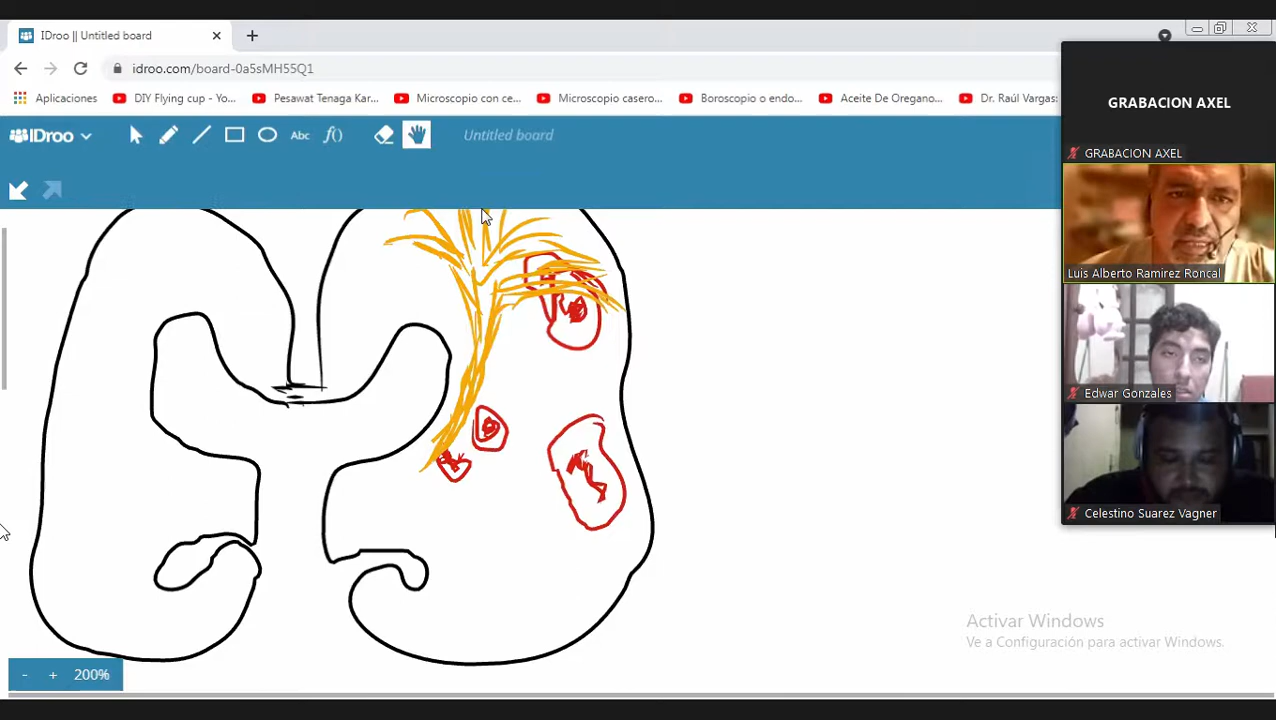 IDroo || Untitled board
idroo.com/board-0a5sMH55Q1
Aplicaciones
DIY Flying cup - Yo...
Pesawat Tenaga Kar...
Microscopio con ce...
Microscopio casero...
Boroscopio o endo...
Aceite De Oregano...
Dr. Raúl Vargas:
IDroo
Abc
f()
Untitled board
GRABACION AXEL
GRABACION AXEL
Luis Alberto Ramirez Roncal
Edwar Gonzales
Celestino Suarez Vagner
Activar Windows
Ve a Configuración para activar Windows.
- + 200%